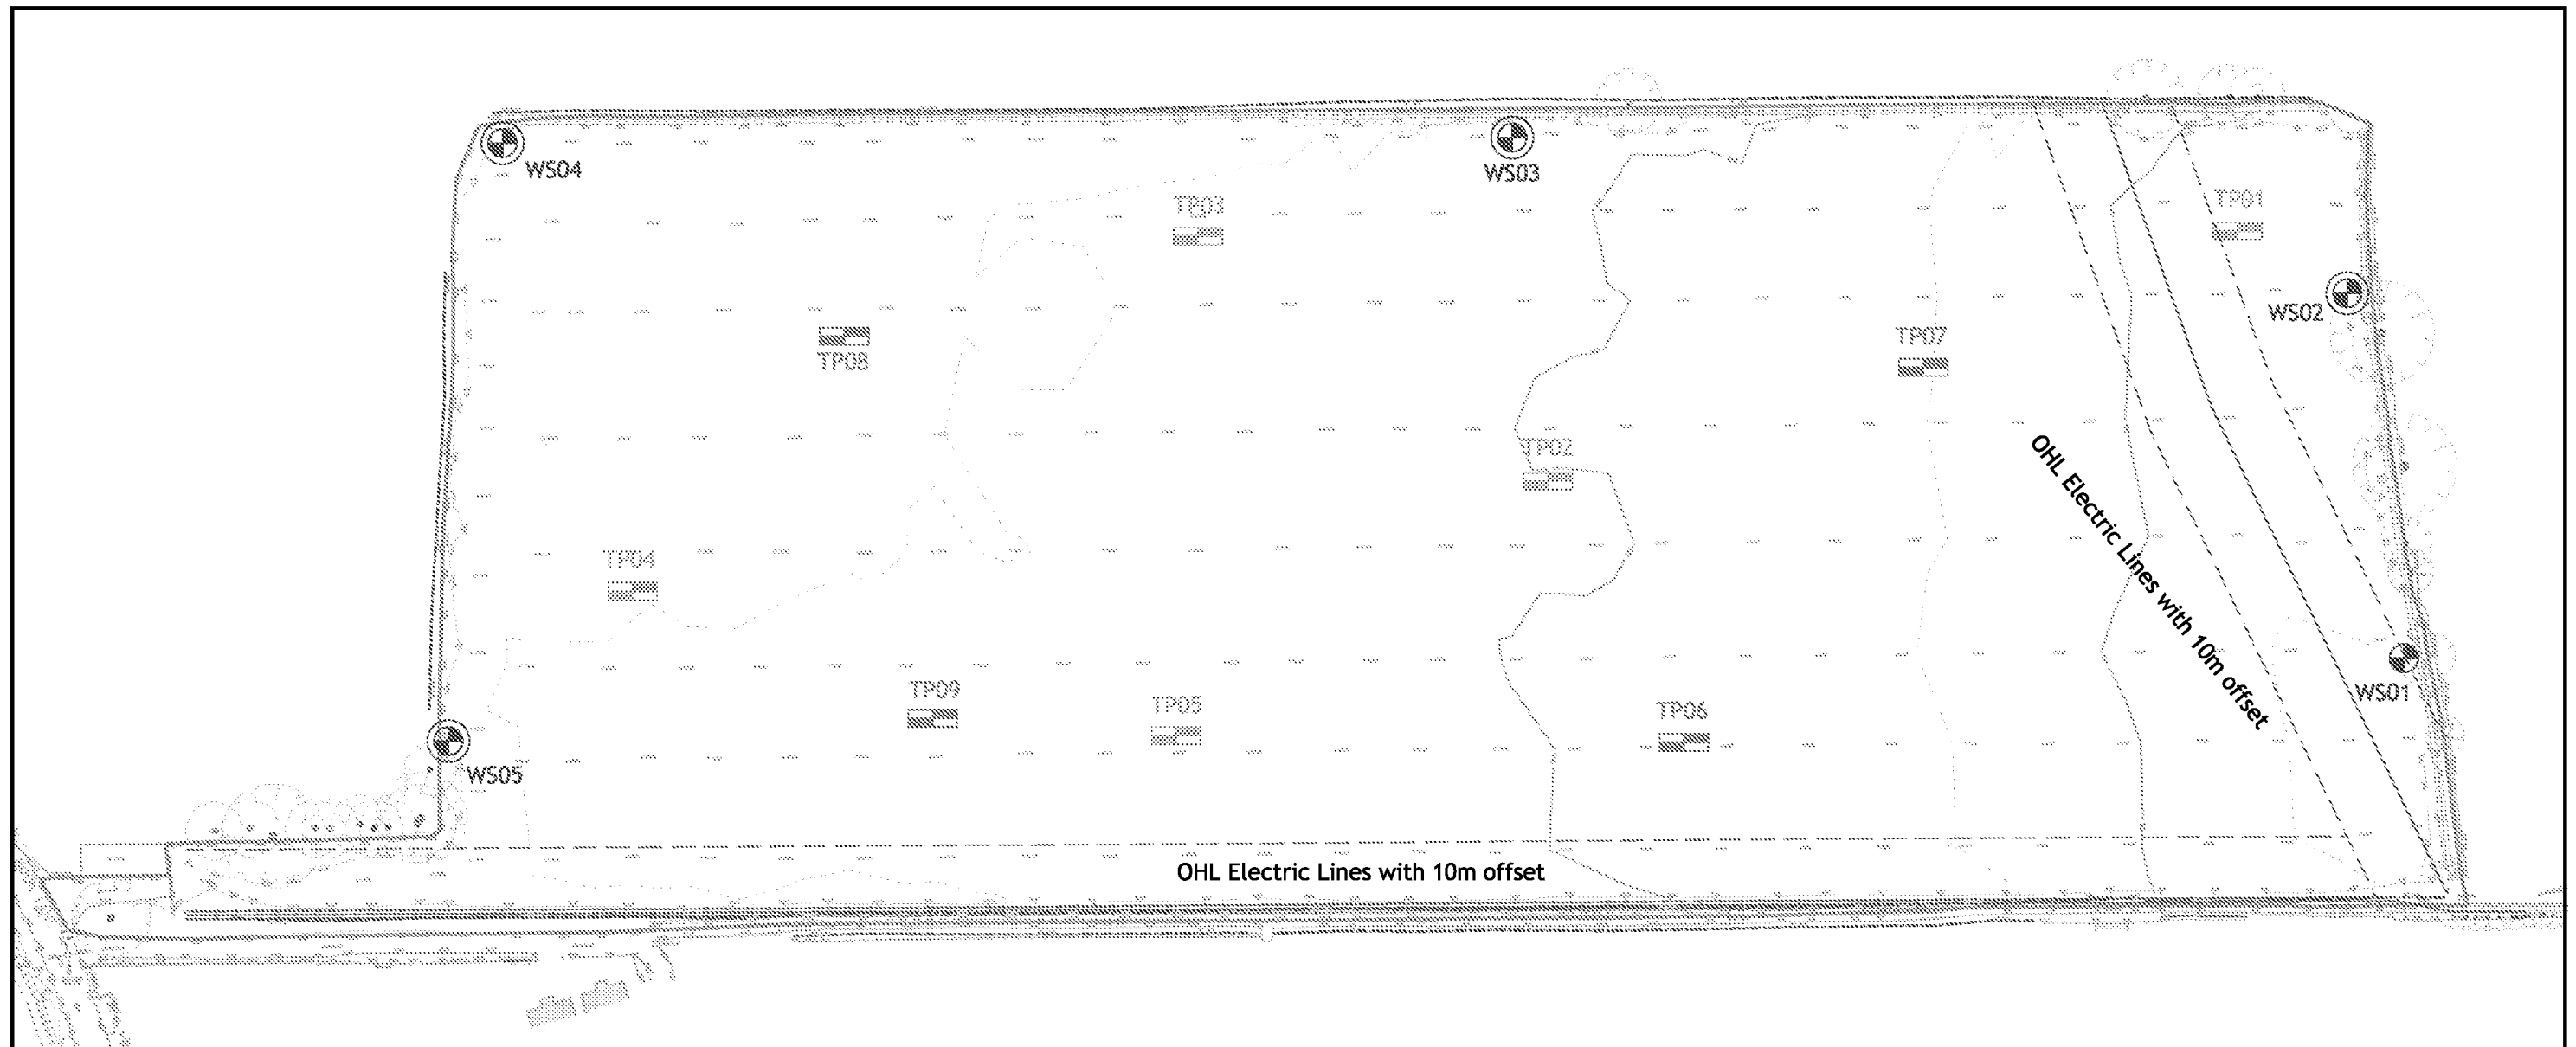 WS04
WS03
TP03
TP01
WS02
TP08
TP07
TP02
OHL Electric Lines with 10m offset
TP04
TP09
TP05
TP06
WS01
WS05
OHL Electric Lines with 10m offset